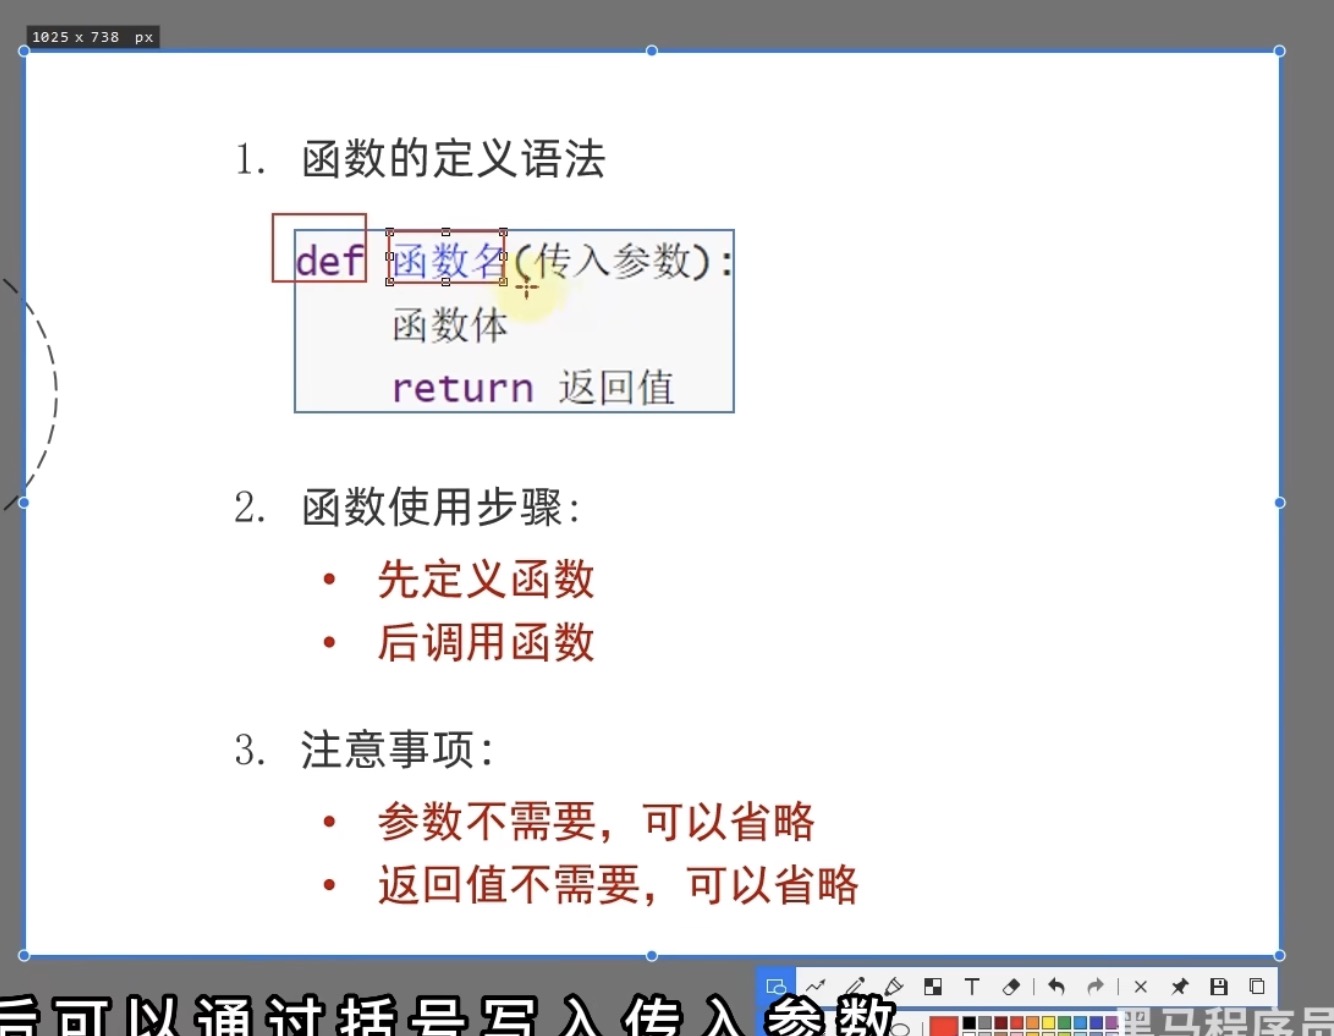 1025 x 738 px
1. 函数的定义语法
def 函数名(传入参数):
函数体
return 返回值
2. 函数使用步骤:
• 先定义函数
• 后调用函数
3. 注意事项:
• 参数不需要，可以省略
• 返回值不需要，可以省略
后可以通过括号写入传入参数
黑马程序员